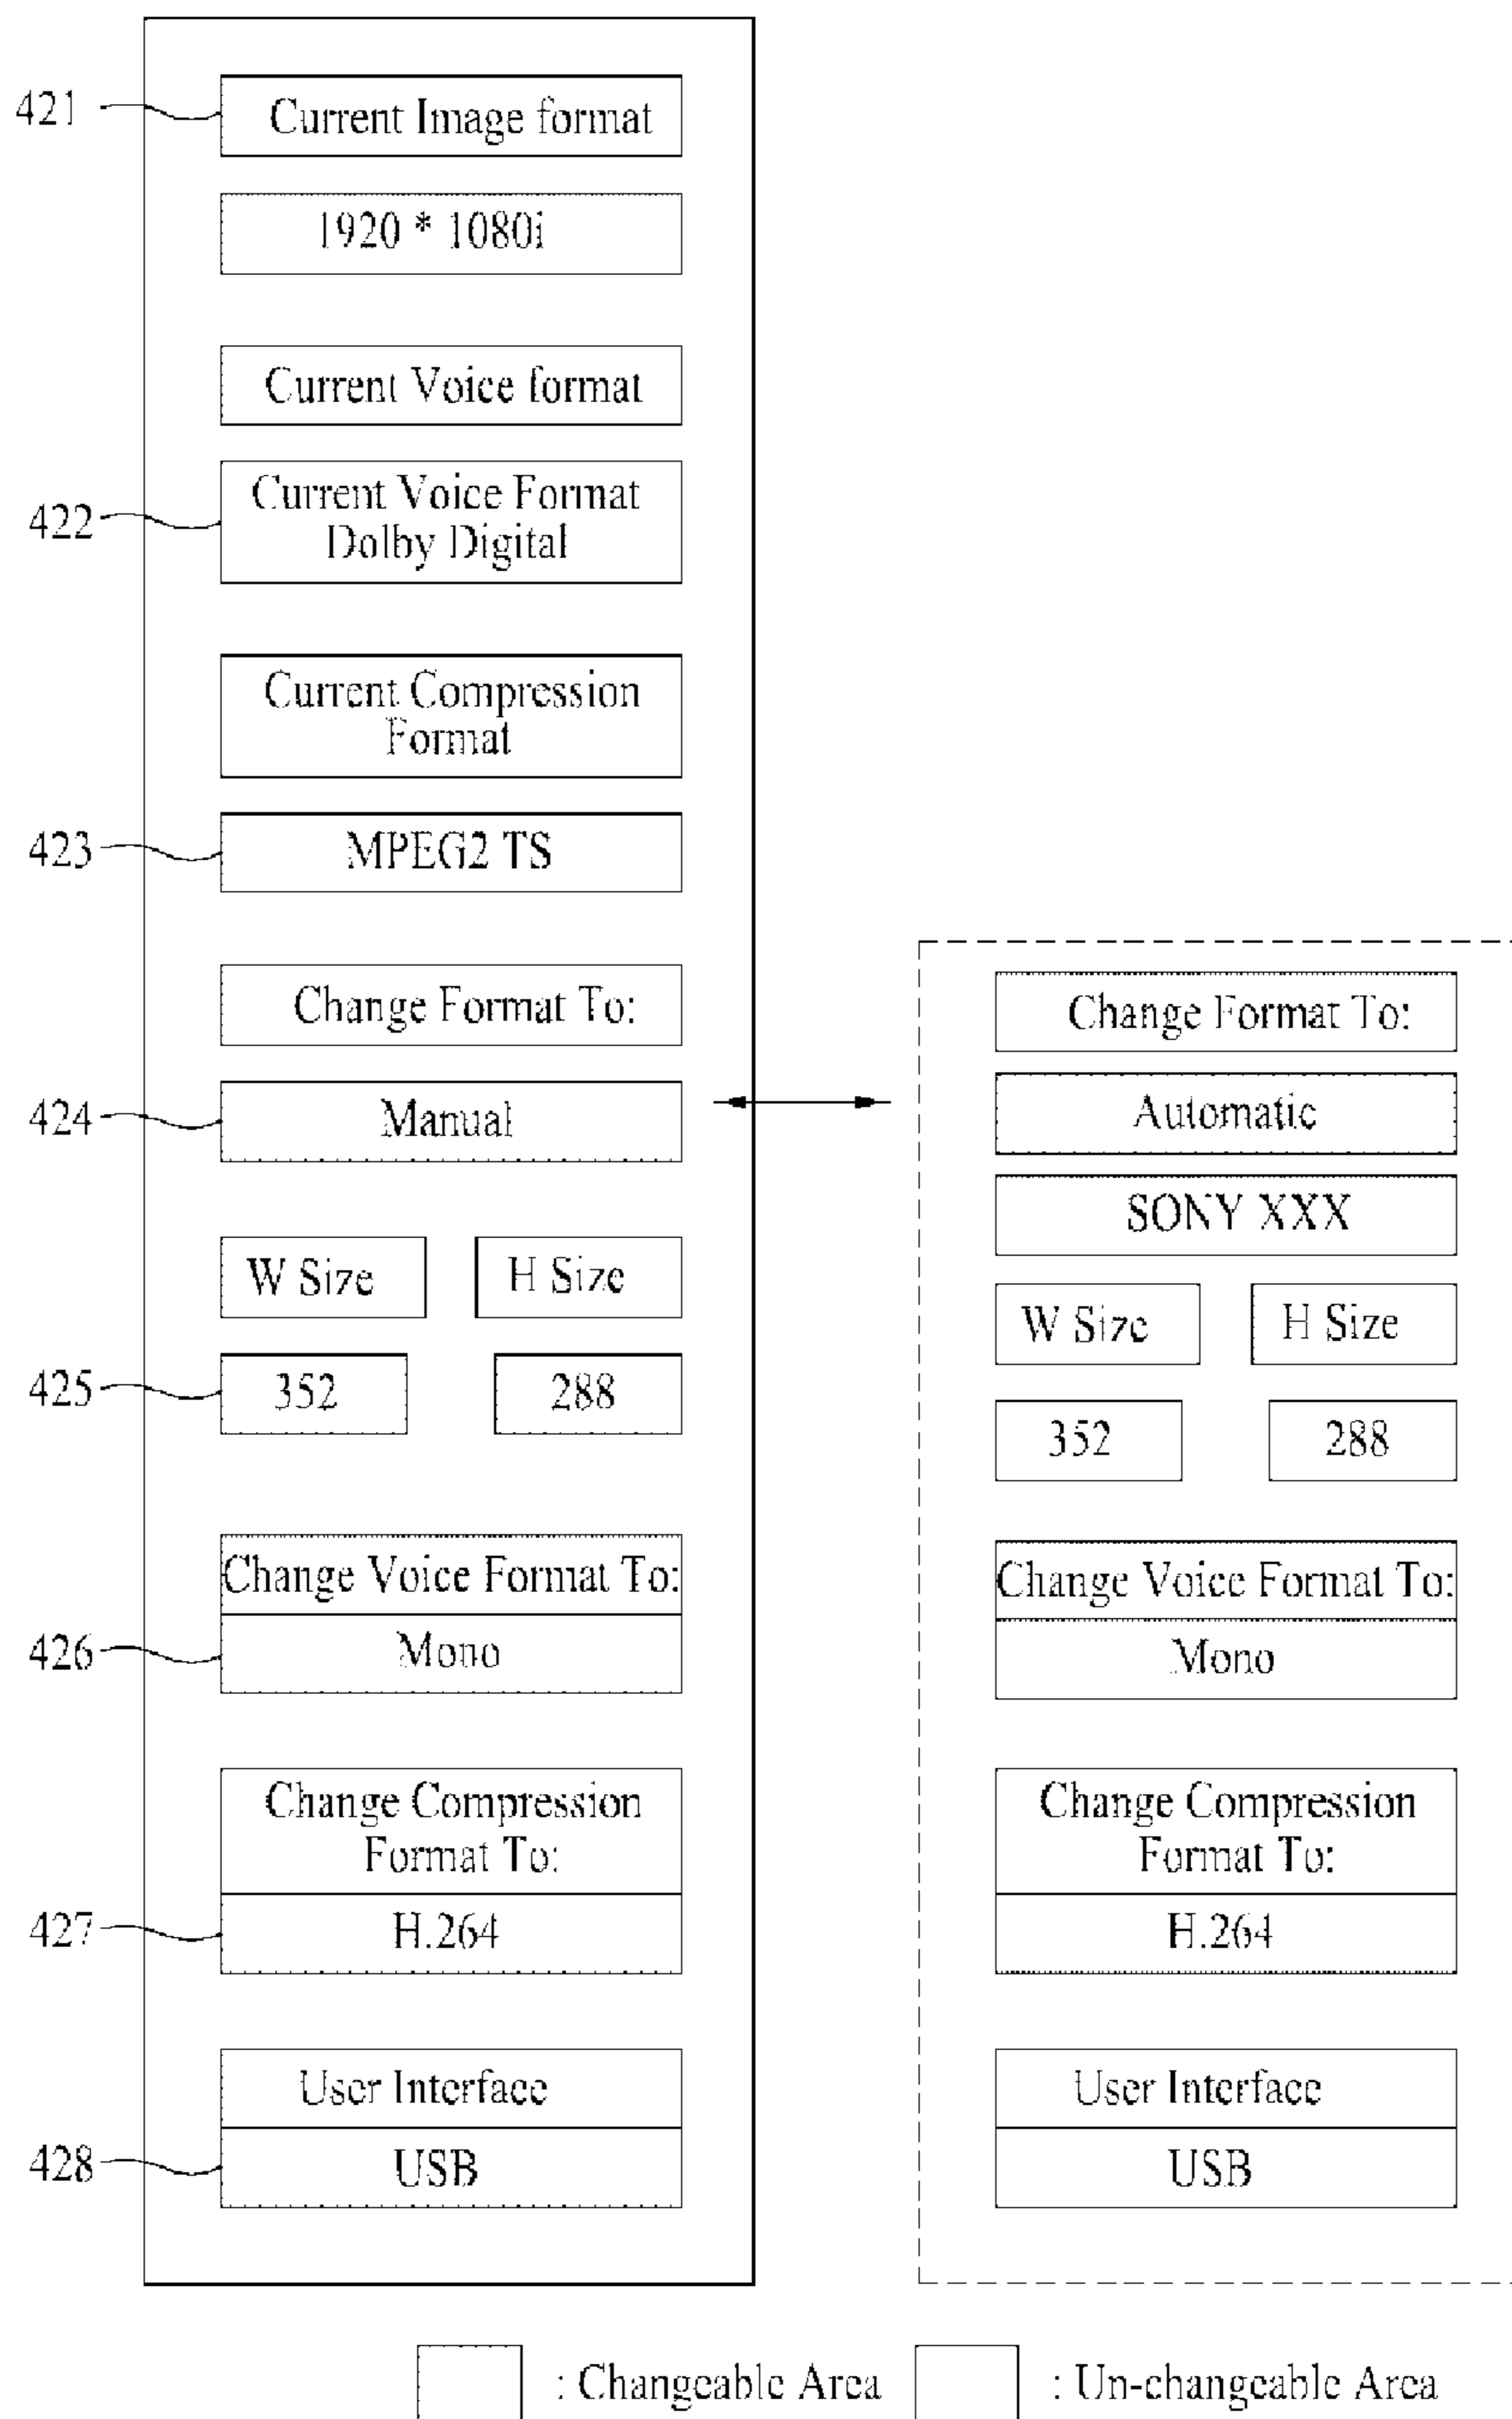 421
Current Image format
1920 * 1080i
Current Voice format
422
Current Voice Format
Dolby Digital
Current Compression
Format
423
MPEG2 TS
Change Format To:
424
Manual
W Size
H Size
425
352
288
Change Voice Format To:
426
Mono
Change Compression
Format To:
427
H.264
User Interface
428
USB
Change Format To:
Automatic
SONY XXX
W Size
H Size
352
288
Change Voice Format To:
Mono
Change Compression
Format To:
H.264
User Interface
USB
: Changeable Area
: Un-changeable Area